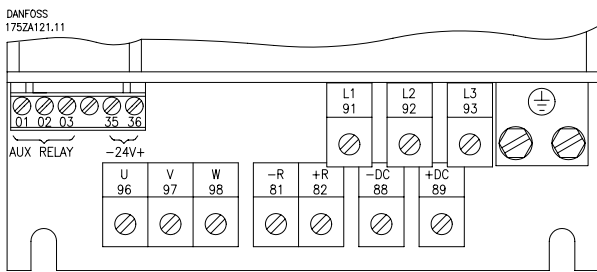 DANFOSS
175ZA121.11
L1 L2 L3
91 92 93
01 02 03 35 36
AUX RELAY -24V+
U V W -R +R -DC +DC
96 97 98 81 82 88 89